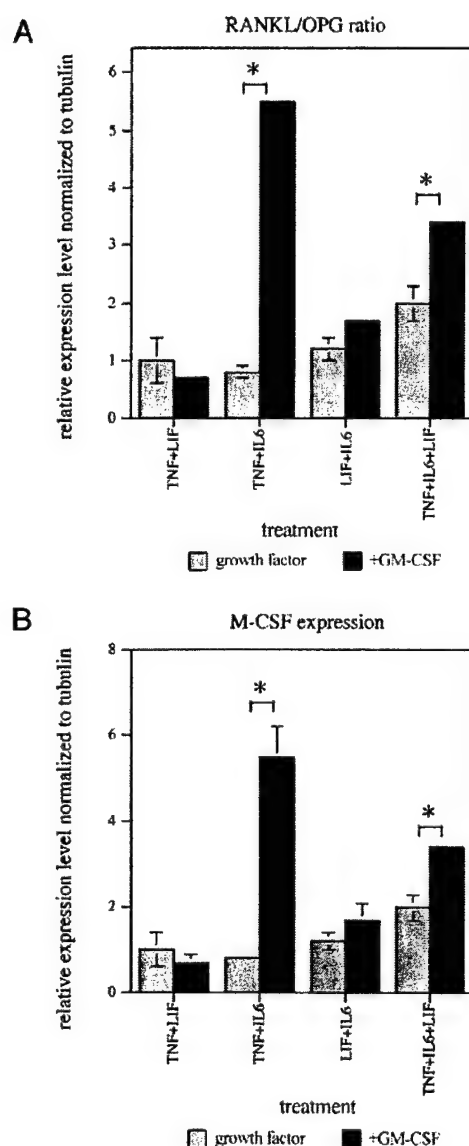 A
RANKL/OPG ratio
relative expression level normalized to tubulin
6
5
4
3
2
1
0
*
*
TNF+LIF
TNF+IL6
LIF+IL6
TNF+IL6+LIF
treatment
growth factor
+GM-CSF
B
M-CSF expression
relative expression level normalized to tubulin
8
6
4
2
0
*
*
TNF+LIF
TNF+IL6
LIF+IL6
TNF+IL6+LIF
treatment
growth factor
+GM-CSF